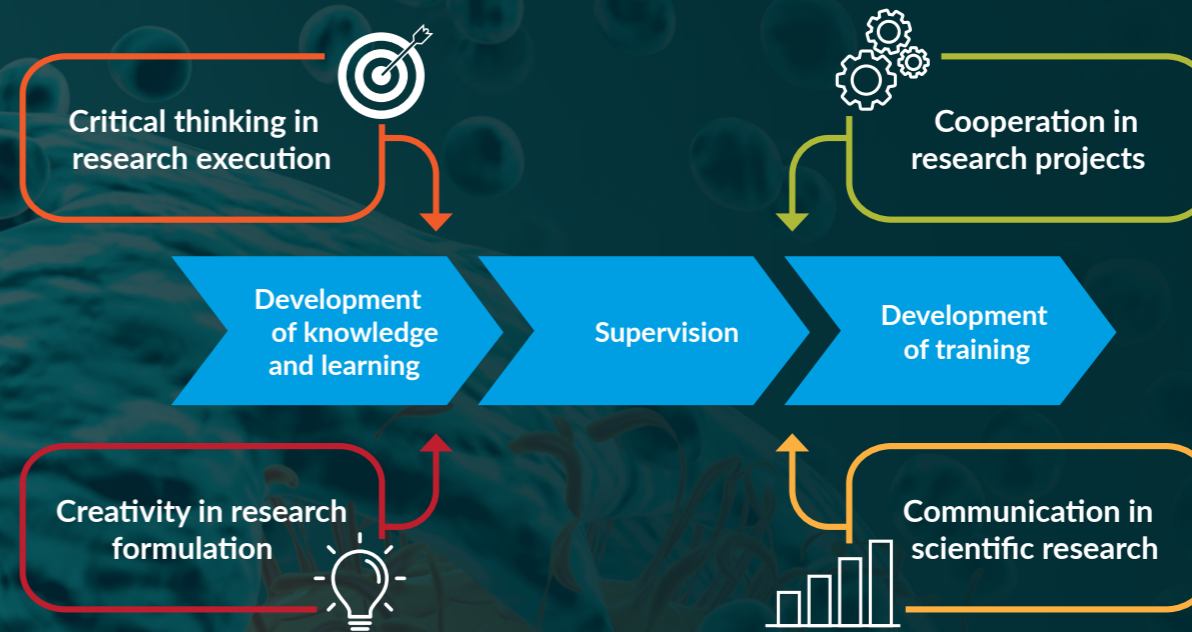 Critical thinking in
research execution
Cooperation in
research projects
Development
of knowledge
and learning
Supervision
Development
of training
Creativity in research
formulation
Communication in
scientific research